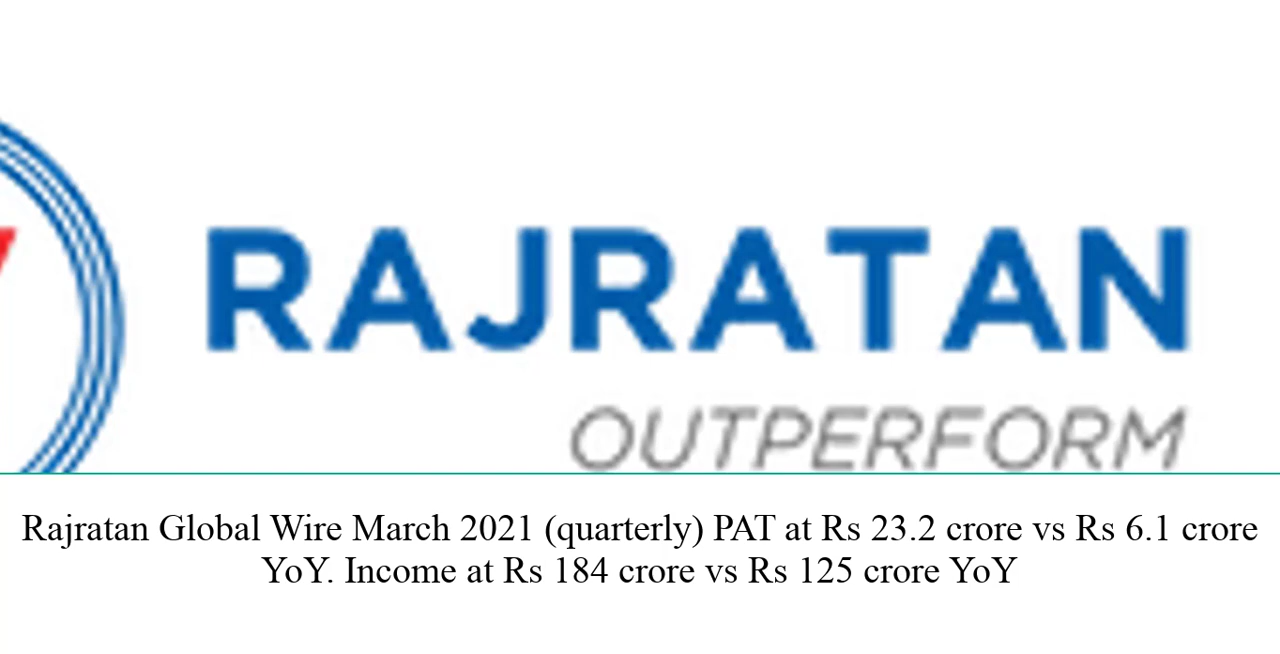 RAJRATAN
OUTPERFORM
Rajratan Global Wire March 2021 (quarterly) PAT at Rs 23.2 crore vs Rs 6.1 crore
YoY. Income at Rs 184 crore vs Rs 125 crore YoY